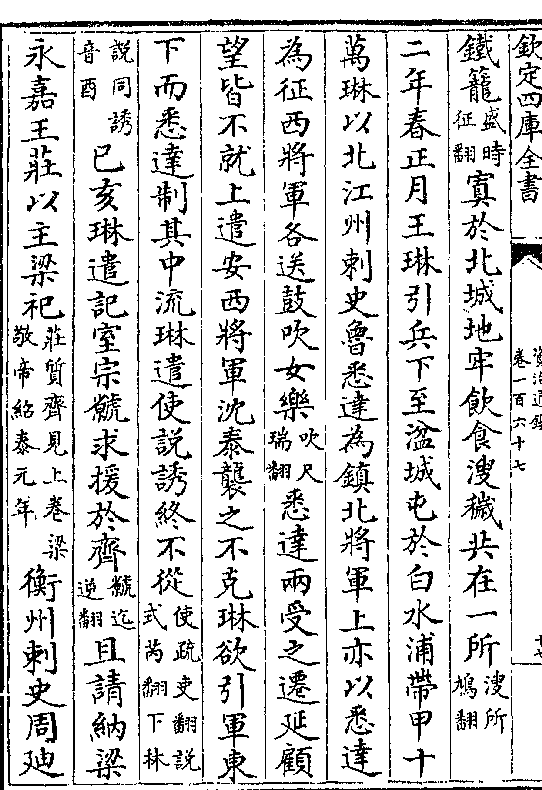 欽定四庫全書 卷一百六十七 十七
鐵籠盛時征翻寘於北城地牢飲食溲穢共在一所溲所鳩翻
二年春正月王琳引兵下至湓城屯於白水浦帶甲十
萬琳以北江州刺史魯悉達為鎮北將軍上亦以悉達
為征西將軍各送鼓吹女樂吹尺瑞翻悉達兩受之遷延顧
望皆不就上遣安西將軍沈泰襲之不克琳欲引軍東
下而悉達制其中流琳遣使說誘終不從使疏吏翻說式芮翻下林
說同誘音酉已亥琳遣記室宗虩求援於齊虩迄逆翻且請納梁
永嘉王莊以主梁祀莊質齊見上卷梁敬帝紹泰元年衡州刺史周廸